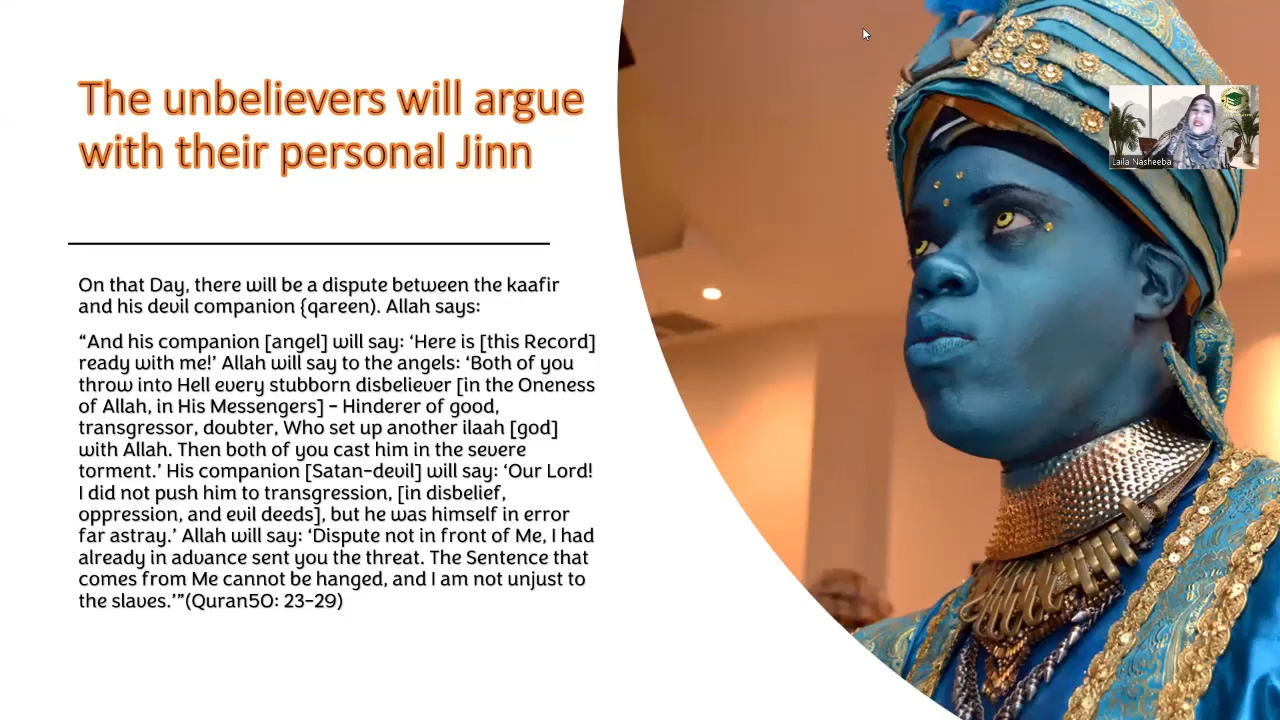 The unbelievers will argue
with their personal Jinn
On that Day, there will be a dispute between the kaafir
and his devil companion {qareen). Allah says:
“And his companion [angel] will say: ‘Here is [this Record]
ready with me!’ Allah will say to the angels: ‘Both of you
throw into Hell every stubborn disbeliever [in the Oneness
of Allah, in His Messengers] – Hinderer of good,
transgressor, doubter, Who set up another ilaah [god]
with Allah. Then both of you cast him in the severe
torment.’ His companion [Satan-devil] will say: ‘Our Lord!
I did not push him to transgression, [in disbelief,
oppression, and evil deeds], but he was himself in error
far astray.’ Allah will say: ‘Dispute not in front of Me, I had
already in advance sent you the threat. The Sentence that
comes from Me cannot be hanged, and I am not unjust to
the slaves.’”(Quran50: 23-29)
Laila Nasheeba